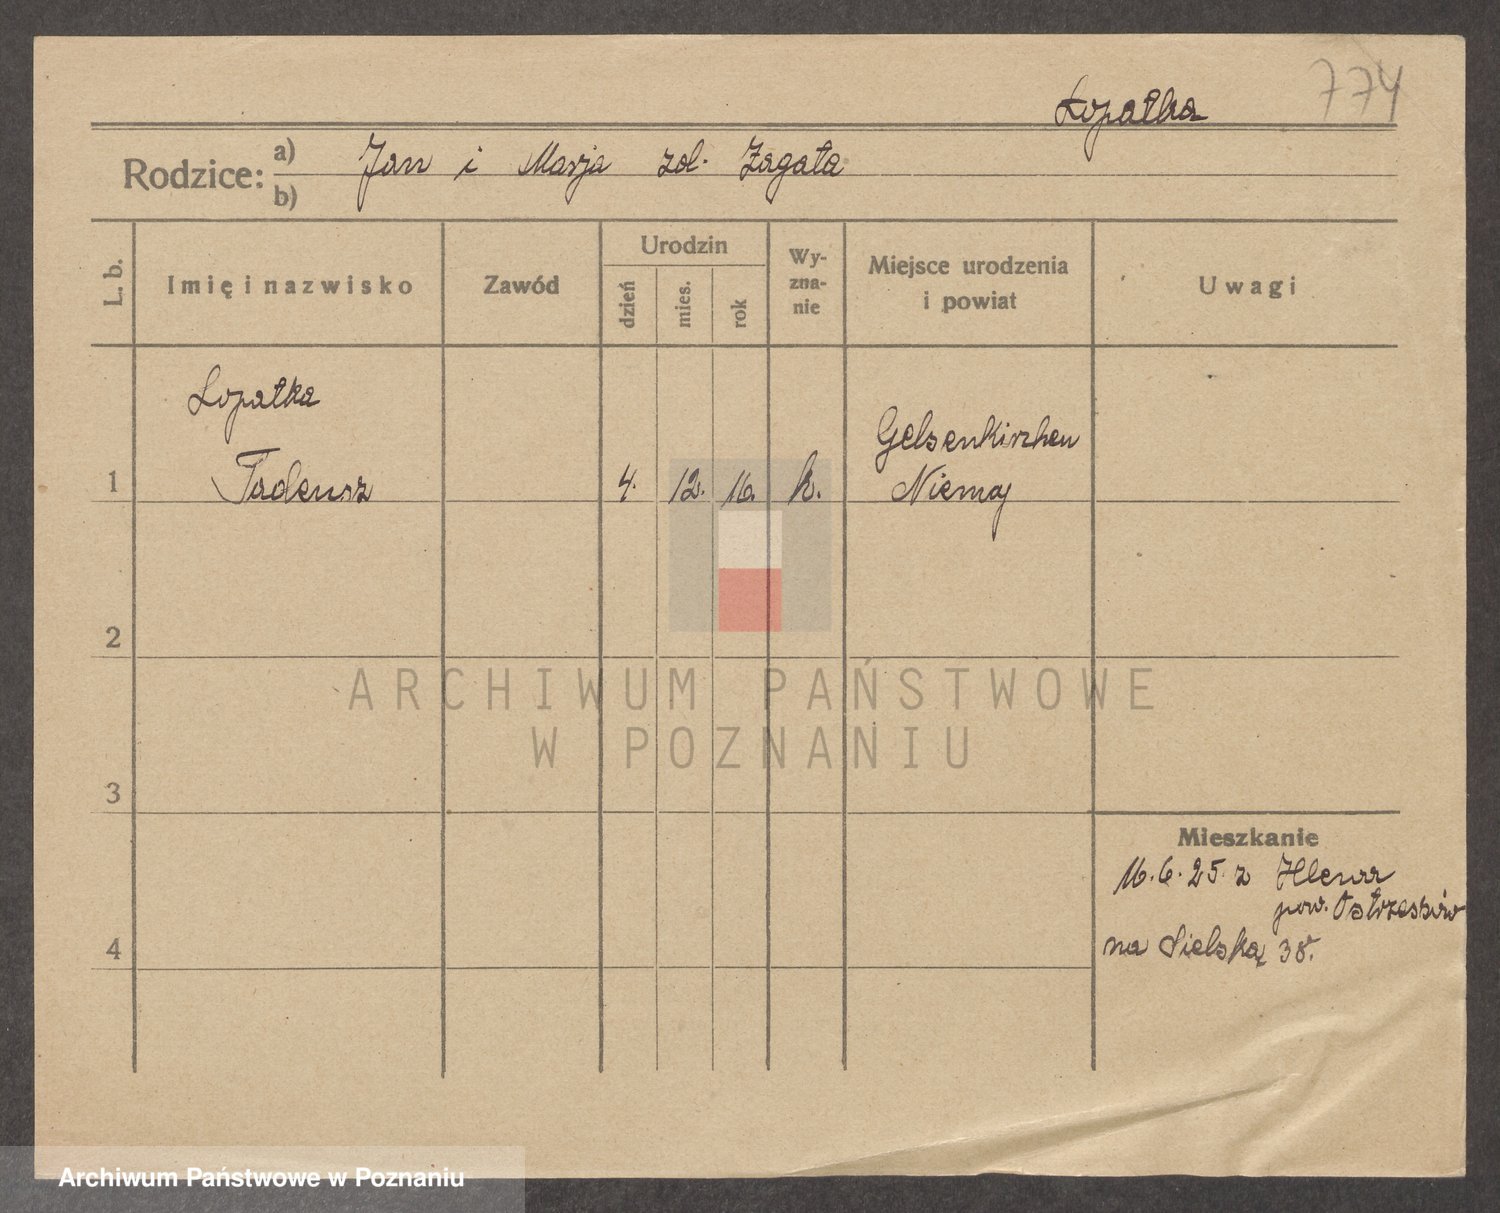 774
Łopatka
Rodzice: a) Jan i Marja zd. Zagata
b)
L. b. Imię i nazwisko Zawód Urodzin dzień mies. rok Wy-zna-nie Miejsce urodzenia i powiat Uwagi
Łopatka
Gelsenkirchen
1 Tadeusz 4. 12. 16. k. Niemcy
2
ARCHIWUM PAŃSTWOWE
W POZNANIU
3
Mieszkanie
16.6.25. z
pow. Ostrzeszów
4 na Sielską 38.
Archiwum Państwowe w Poznaniu